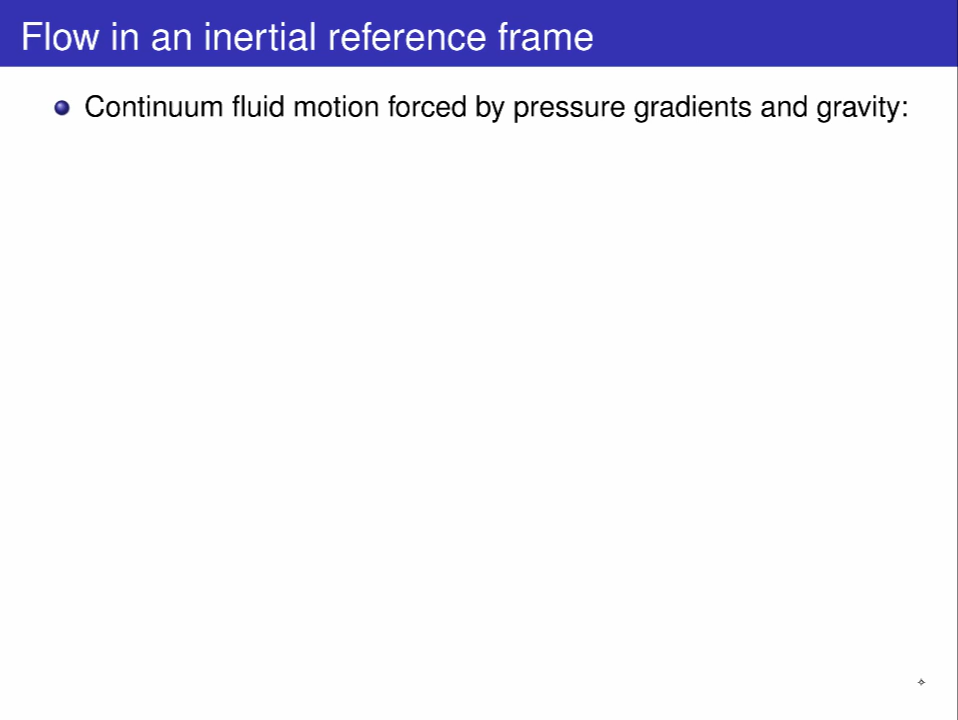 Flow in an inertial reference frame
Continuum fluid motion forced by pressure gradients and gravity: